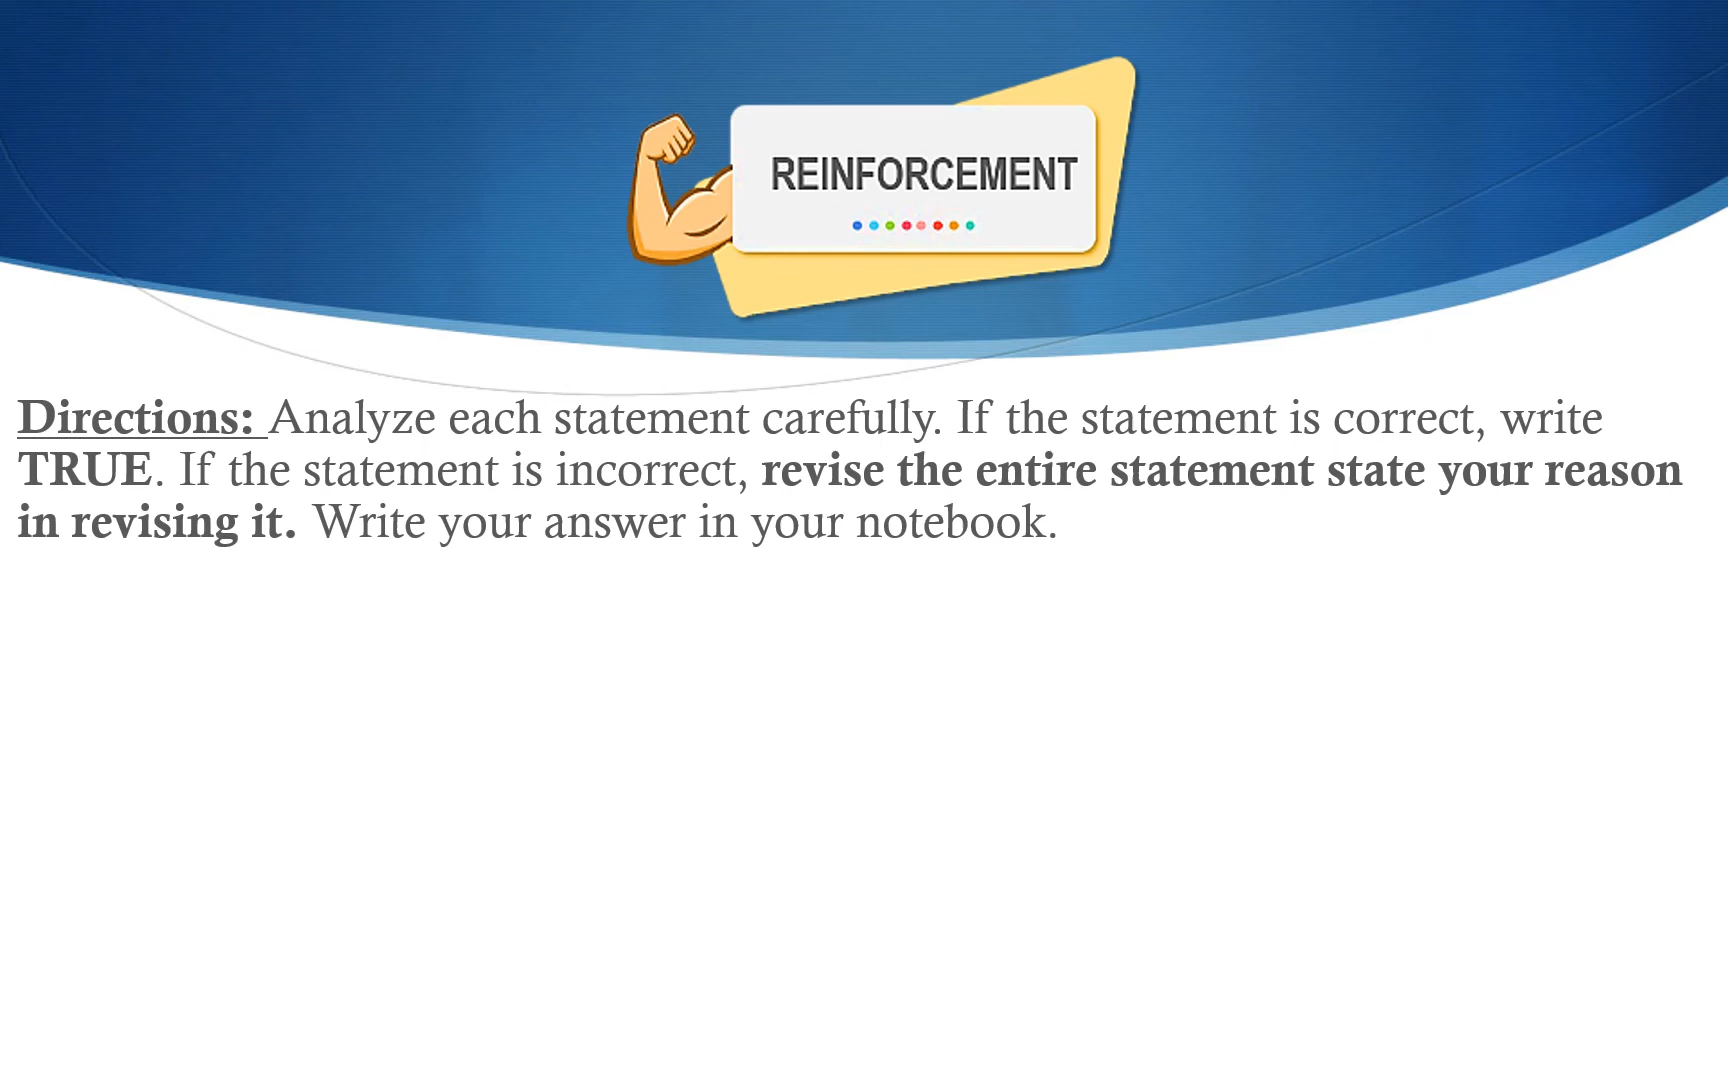 REINFORCEMENT
Directions: Analyze each statement carefully. If the statement is correct, write
TRUE. If the statement is incorrect, revise the entire statement state your reason
in revising it. Write your answer in your notebook.